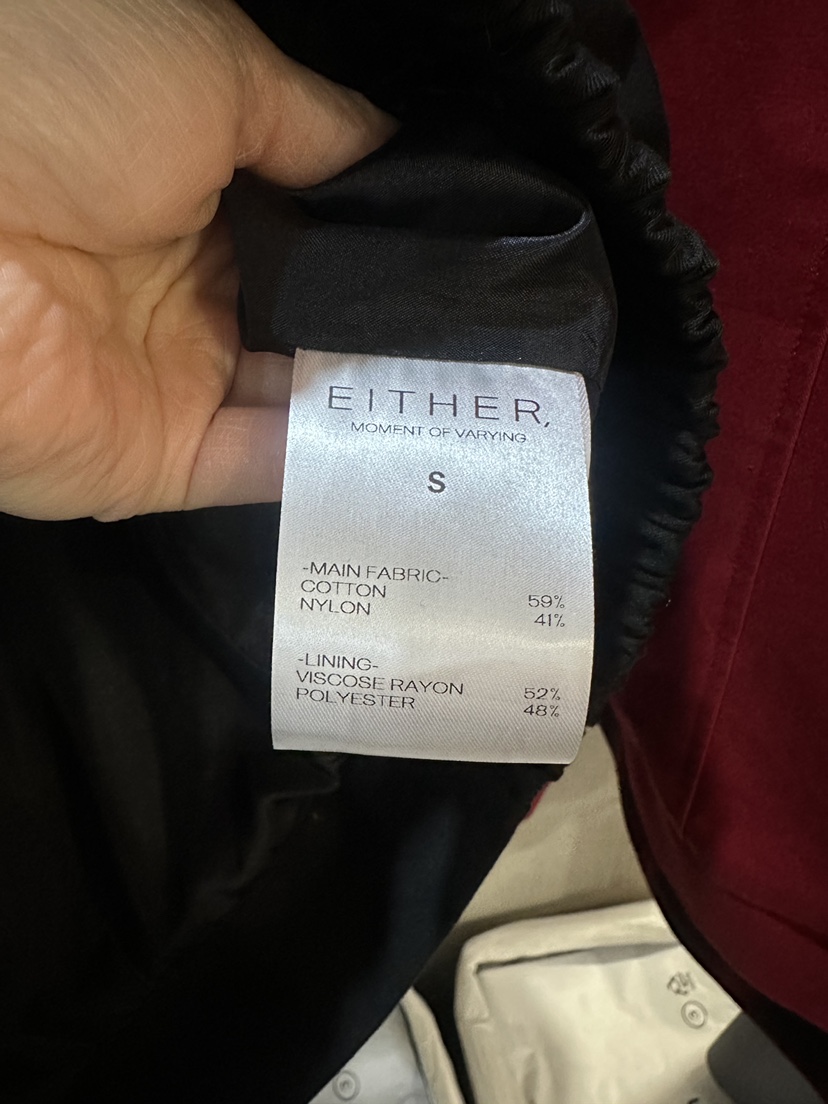 EITHER,
MOMENT OF VARYING
S
-MAIN FABRIC-
COTTON 59%
NYLON 41%
-LINING-
VISCOSE RAYON 52%
POLYESTER 48%